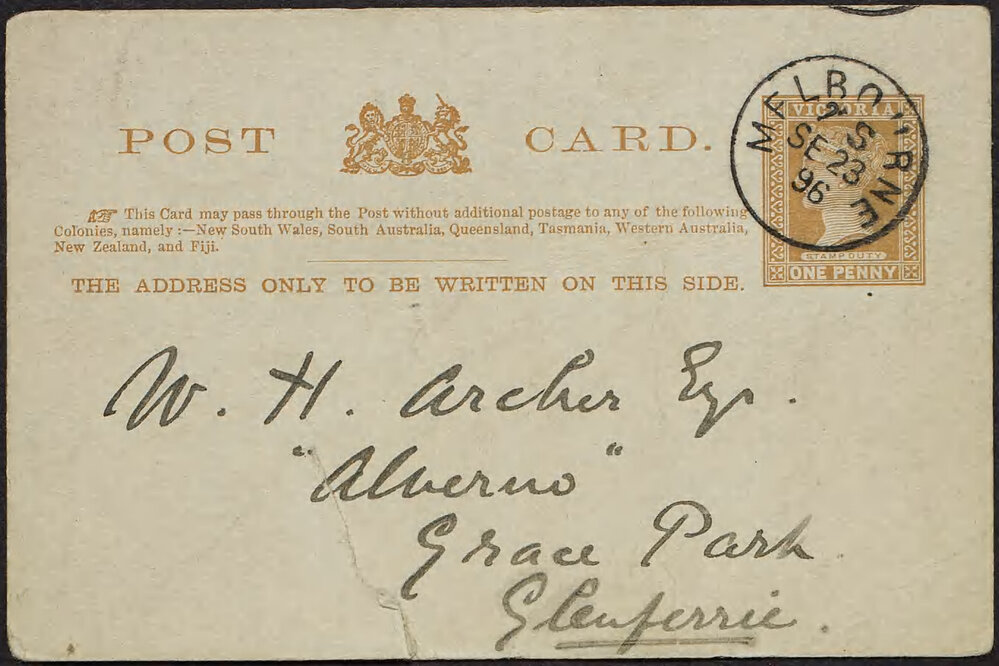 POST CARD.
☞ This Card may pass through the Post without additional postage to any of the following
Colonies, namely :—New South Wales, South Australia, Queensland, Tasmania, Western Australia,
New Zealand, and Fiji.
THE ADDRESS ONLY TO BE WRITTEN ON THIS SIDE.
VICTORIA
STAMP DUTY
ONE PENNY
MELBOURNE
7 S
SE 23
96
W. H. Archer Esqr.
"Alverno"
Grace Park
Glenferrie.